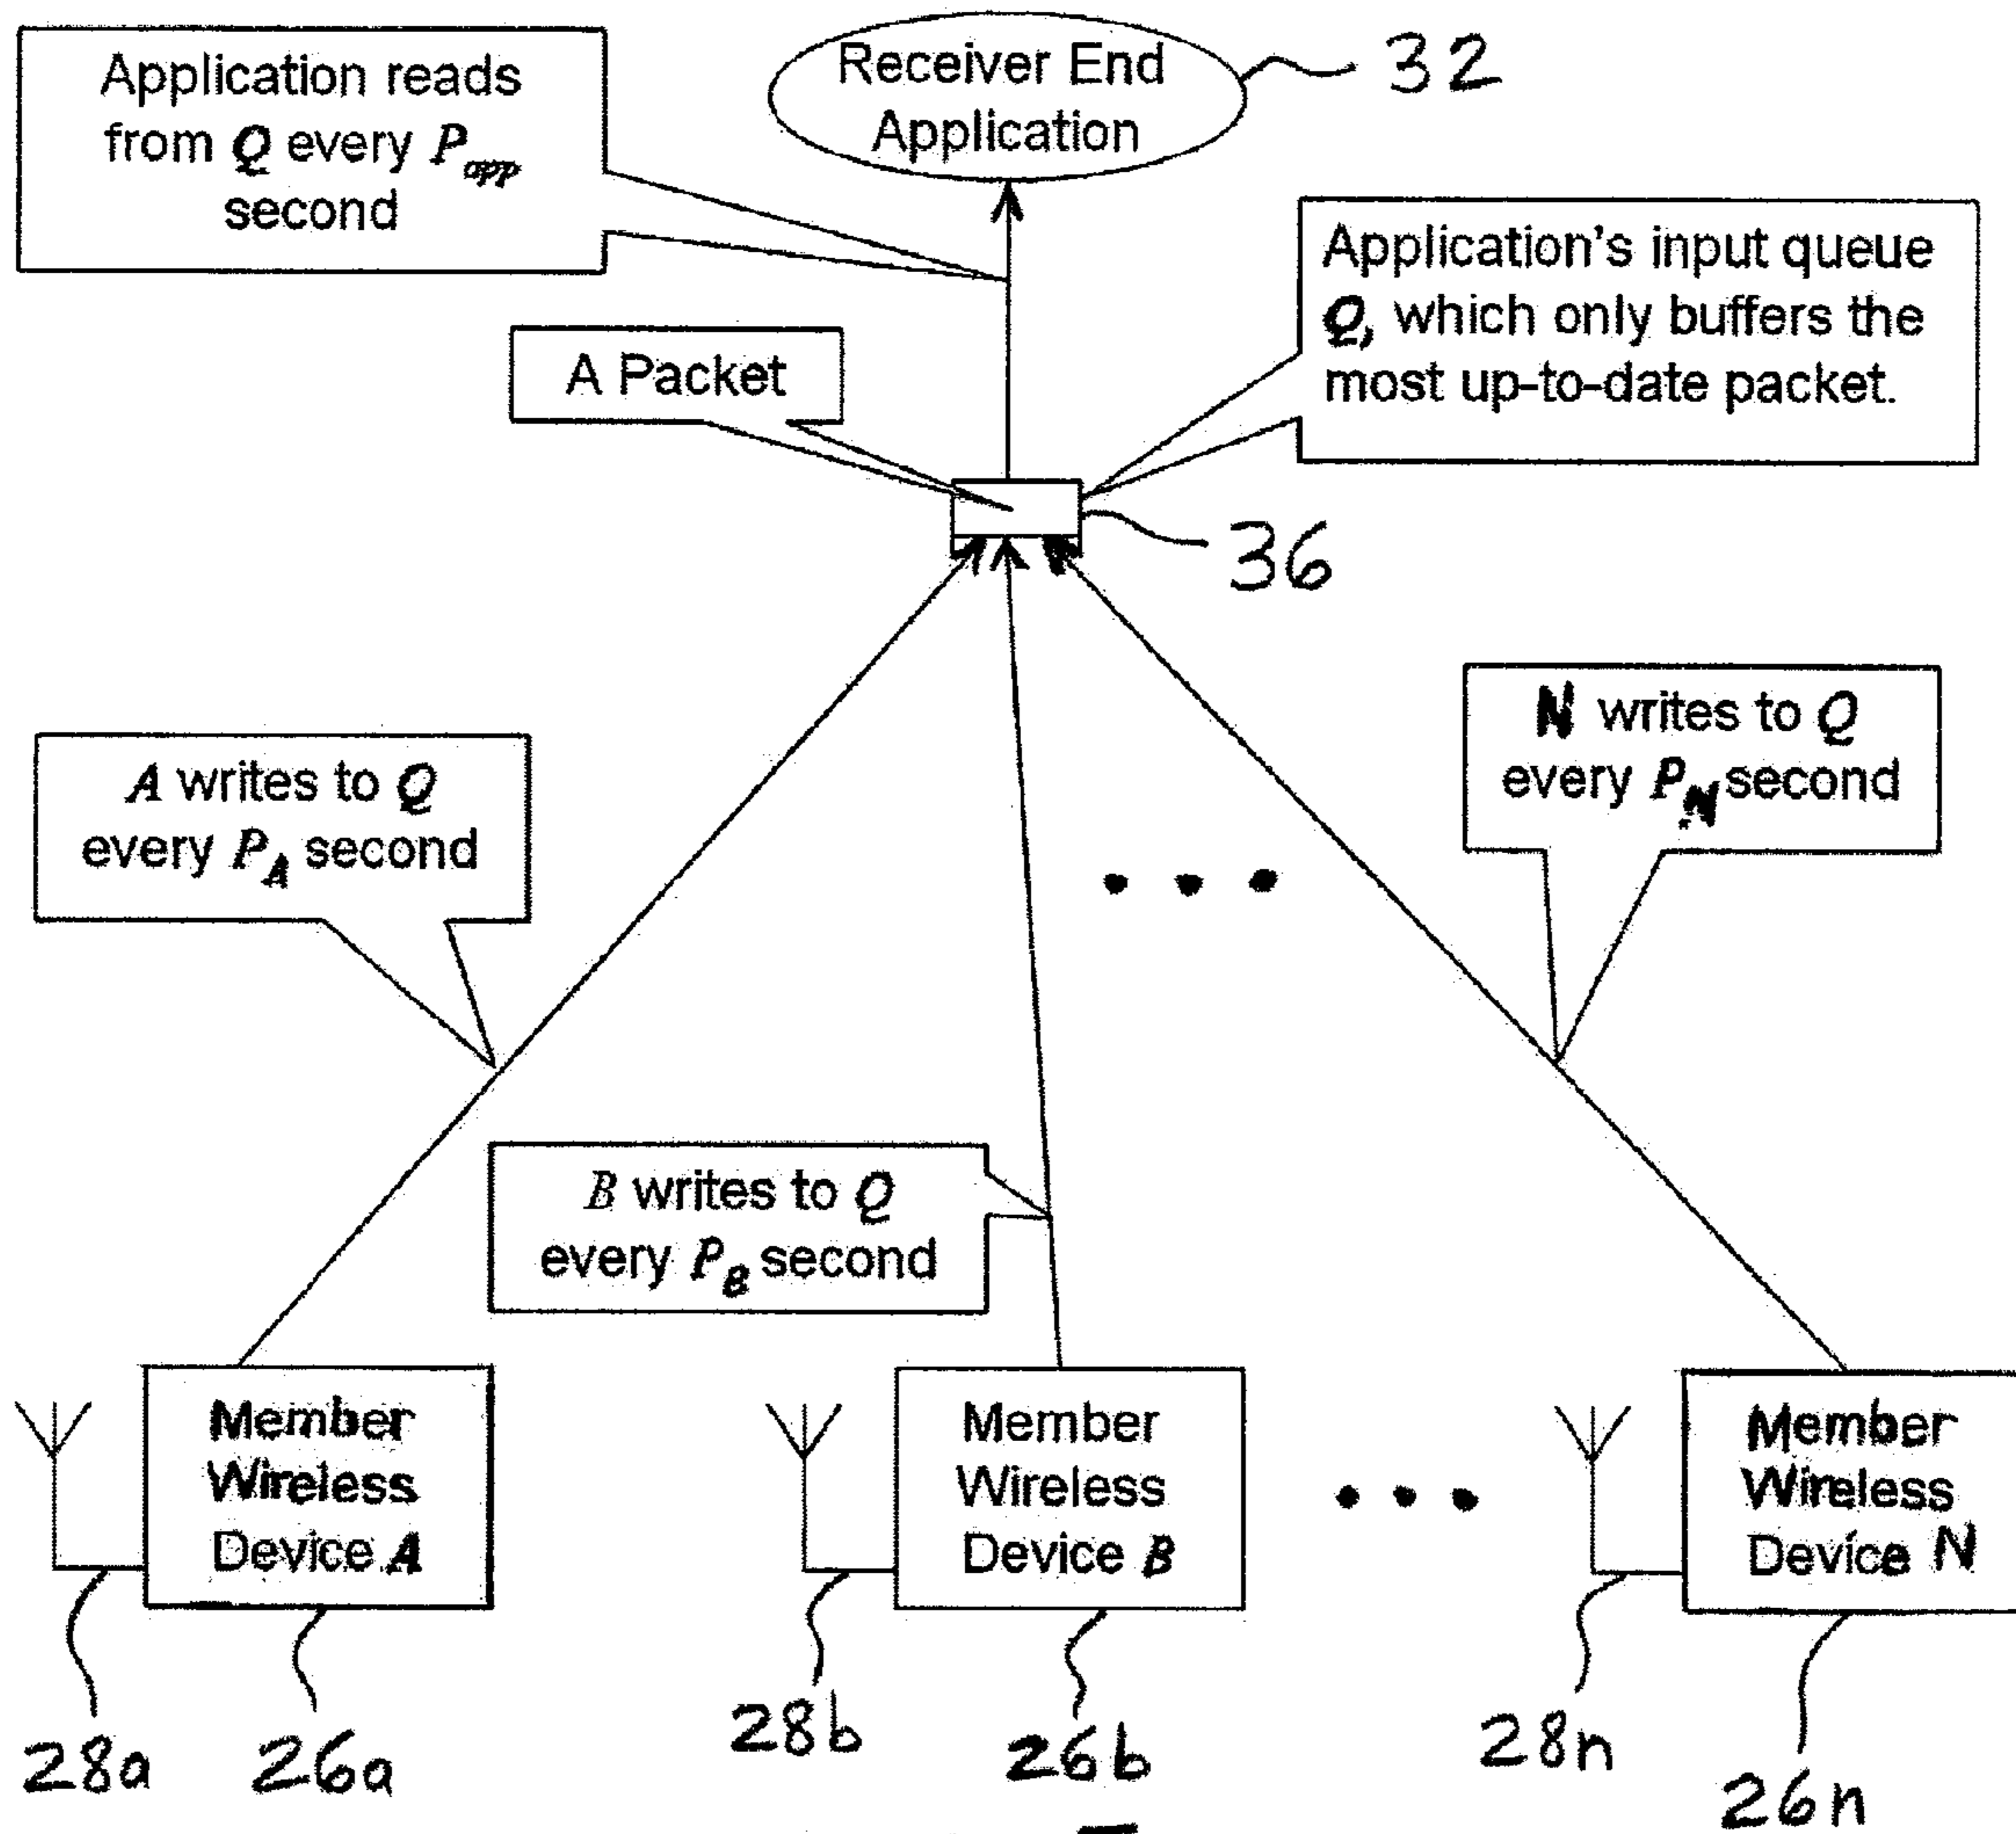 Receiver End
Application
32
Application reads
from Q every P_app
second
Application's input queue
Q, which only buffers the
most up-to-date packet.
A Packet
36
N writes to Q
every P_N second
A writes to Q
every P_A second
B writes to Q
every P_B second
Member
Wireless
Device A
Member
Wireless
Device B
Member
Wireless
Device N
28a
26a
28b
26b
28n
26n